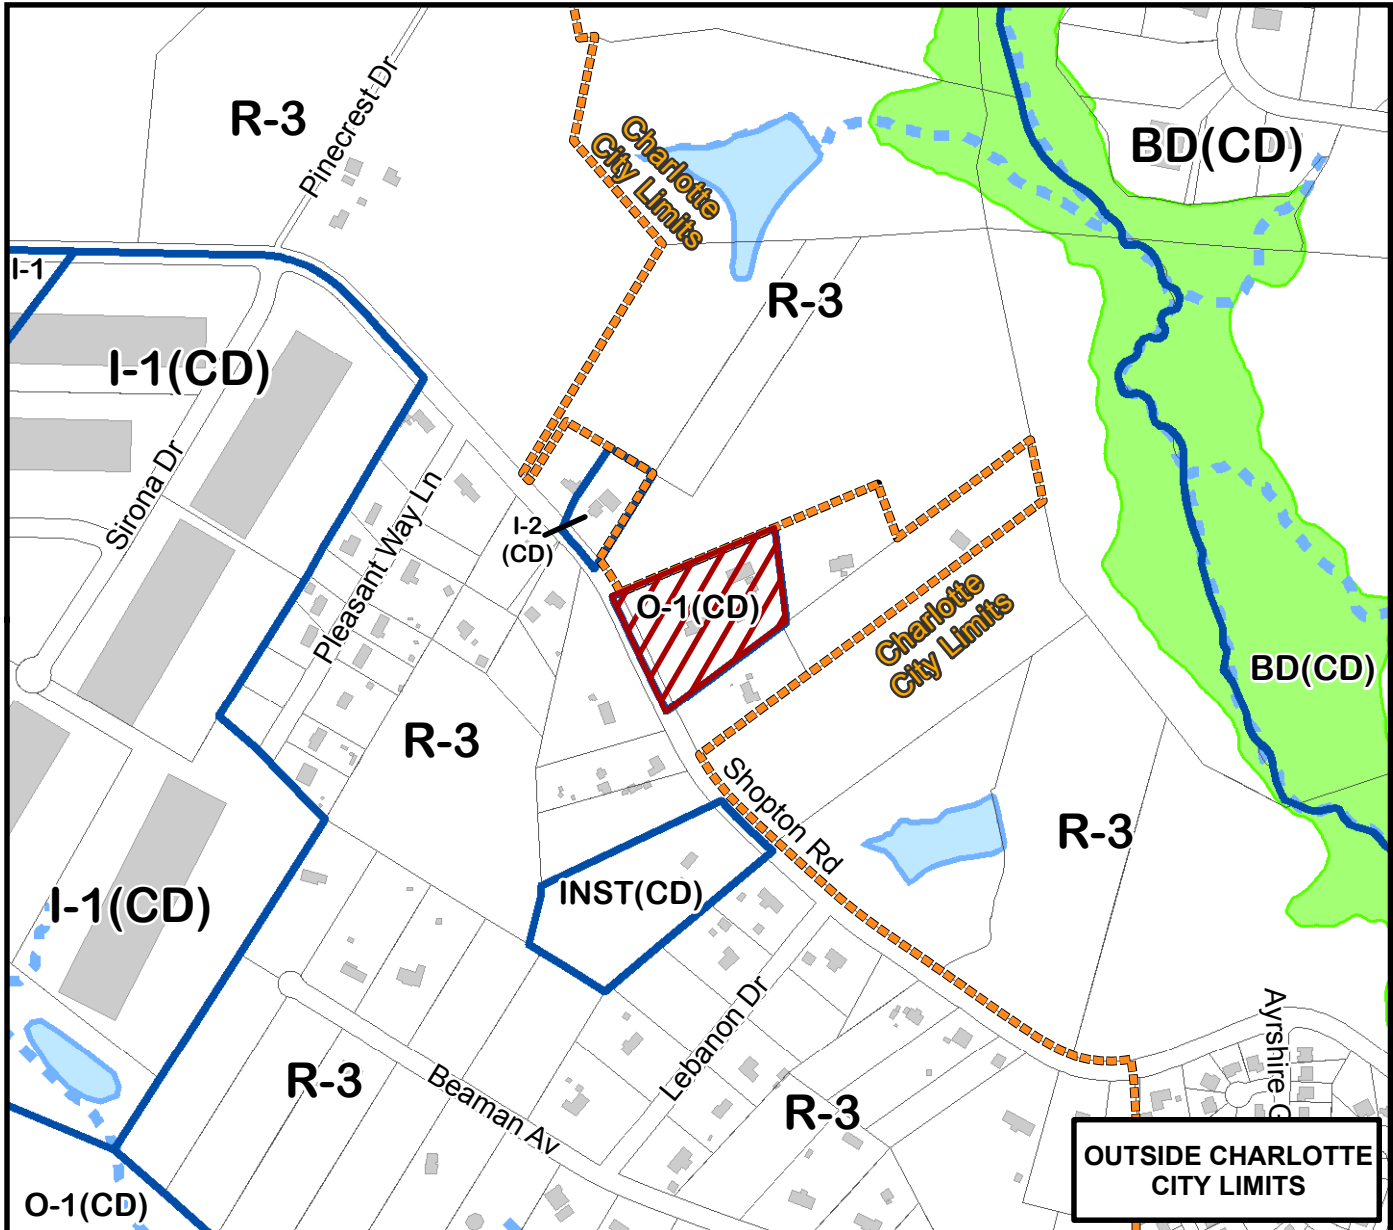 R-3
Pinecrest Dr
Charlotte
City Limits
BD(CD)
I-1
R-3
I-1(CD)
Sirona Dr
Pleasant Way Ln
I-2
(CD)
O-1(CD)
Charlotte
City Limits
BD(CD)
R-3
Shopton Rd
R-3
I-1(CD)
INST(CD)
Lebanon Dr
Ayrshire G
R-3
Beaman Av
R-3
OUTSIDE CHARLOTTE
CITY LIMITS
O-1(CD)